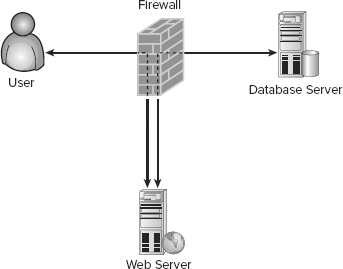 Firewall
User
Database Server
Web Server